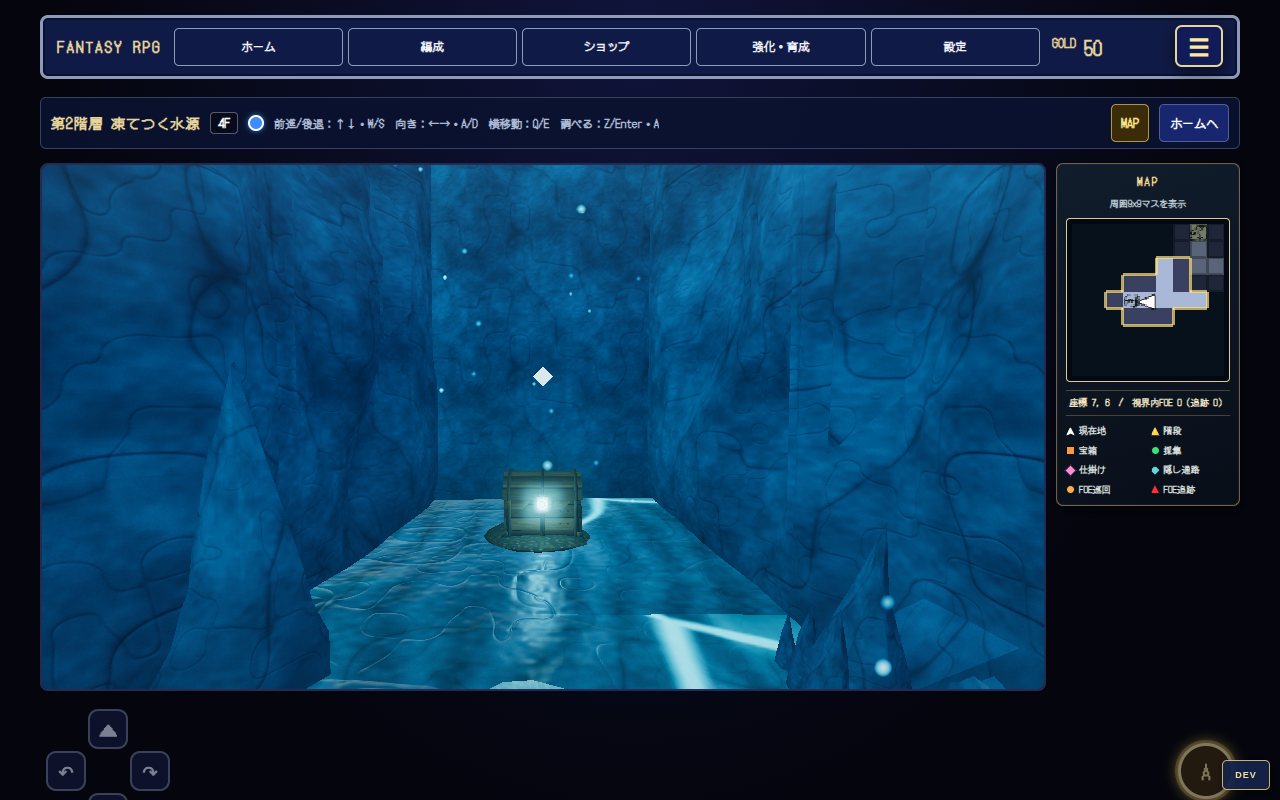 FANTASY RPG
ホーム
編成
ショップ
強化・育成
設定
GOLD 50
第2階層 凍てつく水源
4F
前進/後退：↑↓・W/S 向き：←→・A/D 横移動：Q/E 調べる：Z/Enter・A
MAP
ホームへ
MAP
周囲9x9マスを表示
座標 7, 6 / 視界内FOE 0 (追跡 0)
現在地
階段
宝箱
採集
仕掛け
隠し通路
FOE巡回
FOE追跡
A
DEV